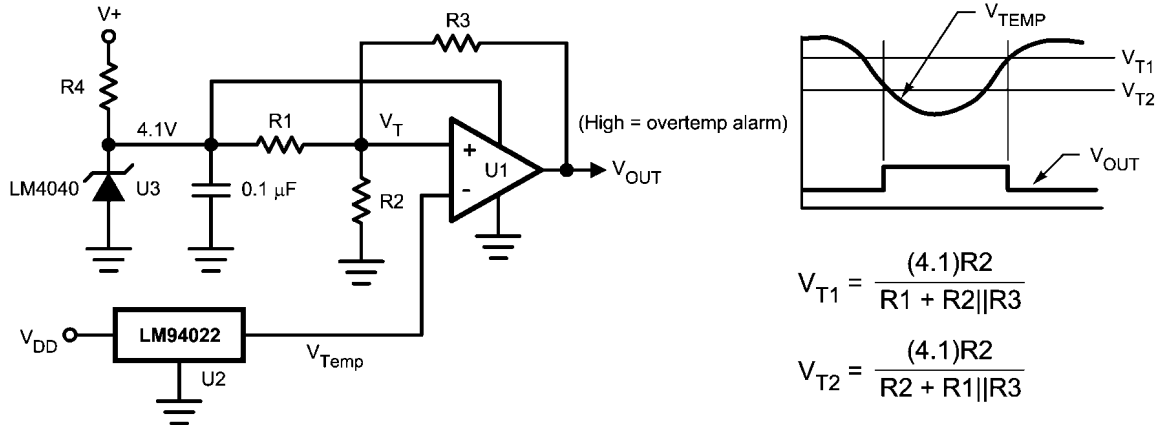 V+
R4
4.1V
LM4040
U3
0.1 µF
R1
R3
V_T
R2
+
-
U1
(High = overtemp alarm)
V_OUT
V_DD
LM94022
U2
V_Temp
V_TEMP
V_T1
V_T2
V_OUT
V_T1 = (4.1)R2 / R1 + R2||R3
V_T2 = (4.1)R2 / R2 + R1||R3